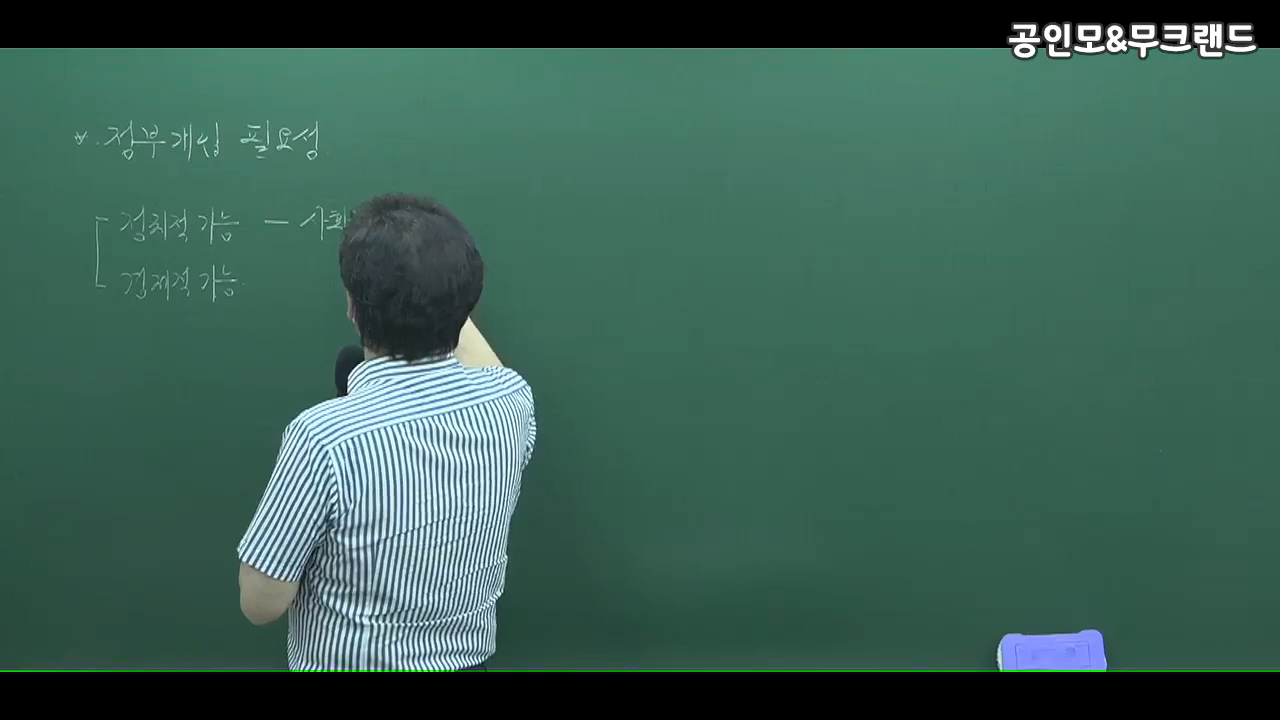 공인모&무크랜드
* 정부개입 필요성
정치적 기능 - 사회
경제적 기능